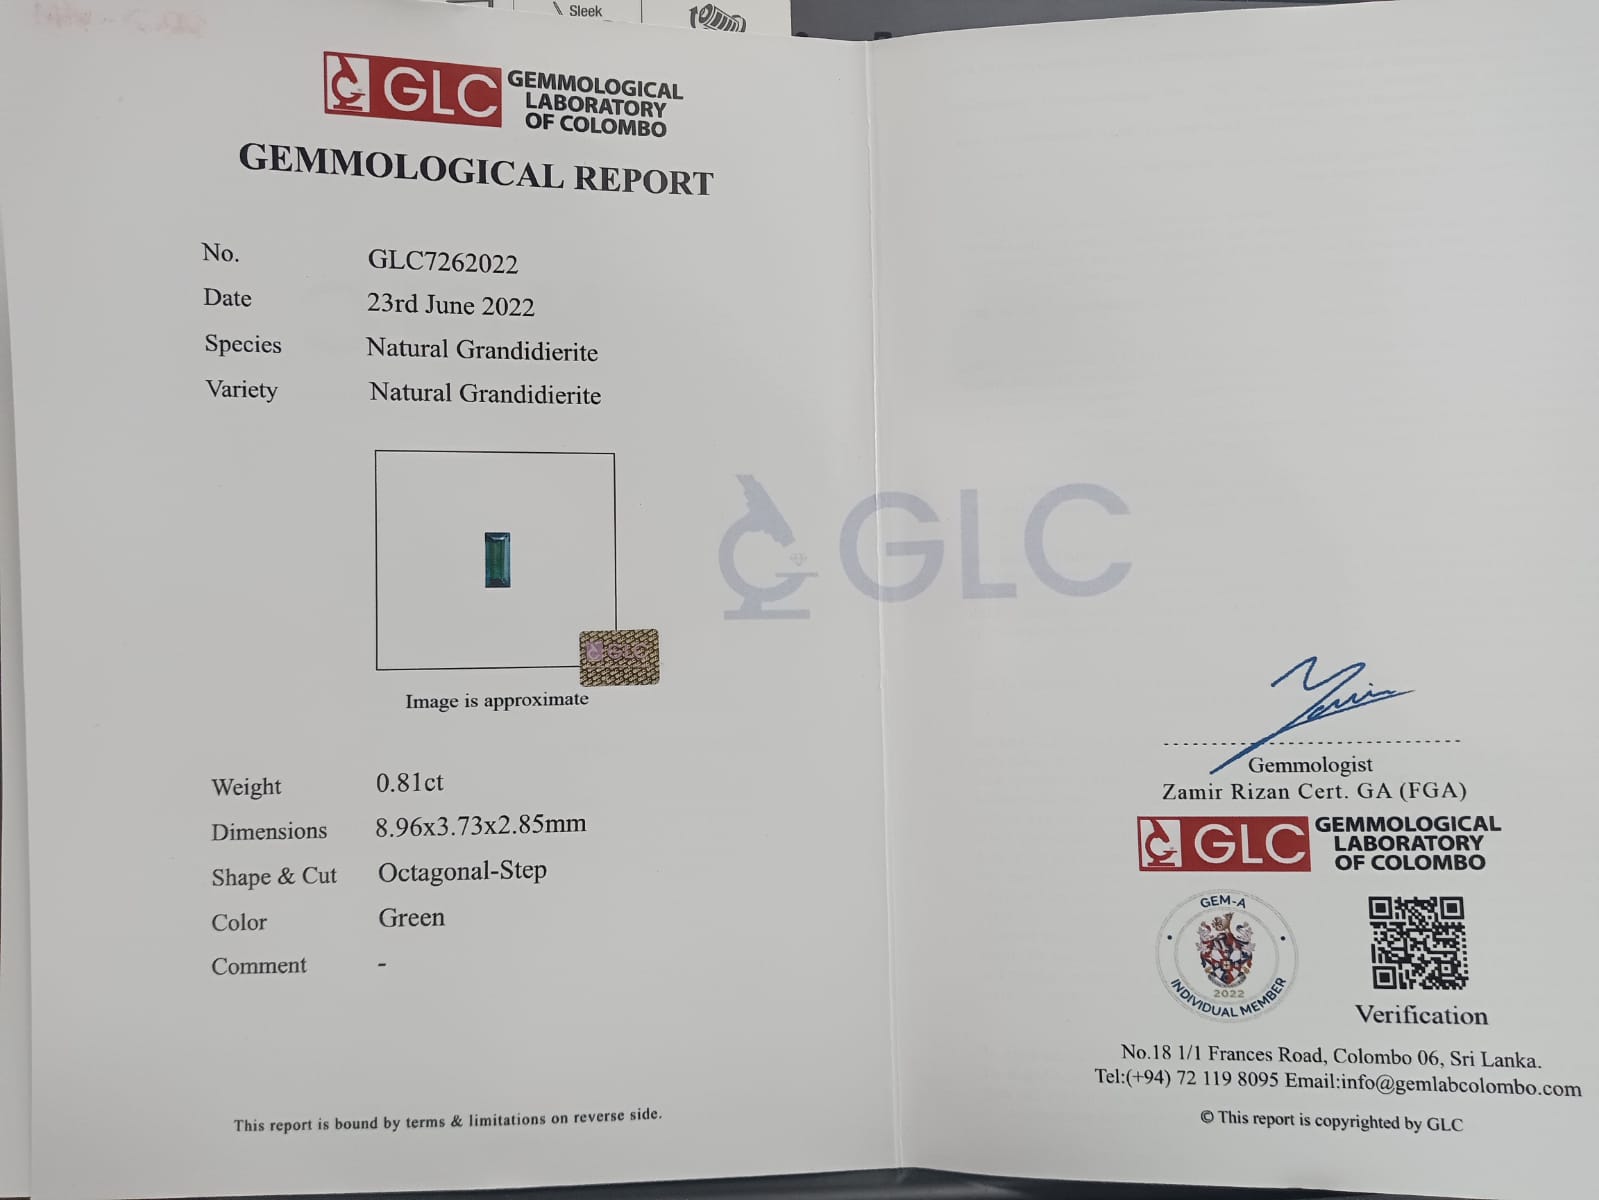 Sleek
GLC GEMMOLOGICAL
LABORATORY
OF COLOMBO
GEMMOLOGICAL REPORT
No. GLC7262022
Date 23rd June 2022
Species Natural Grandidierite
Variety Natural Grandidierite
GLC
Image is approximate
Weight 0.81ct
Dimensions 8.96x3.73x2.85mm
Shape & Cut Octagonal-Step
Color Green
Comment -
This report is bound by terms & limitations on reverse side.
GLC
Gemmologist
Zamir Rizan Cert. GA (FGA)
GLC GEMMOLOGICAL
LABORATORY
OF COLOMBO
GEM-A
2022
INDIVIDUAL MEMBER
Verification
No.18 1/1 Frances Road, Colombo 06, Sri Lanka.
Tel:(+94) 72 119 8095 Email:info@gemlabcolombo.com
© This report is copyrighted by GLC